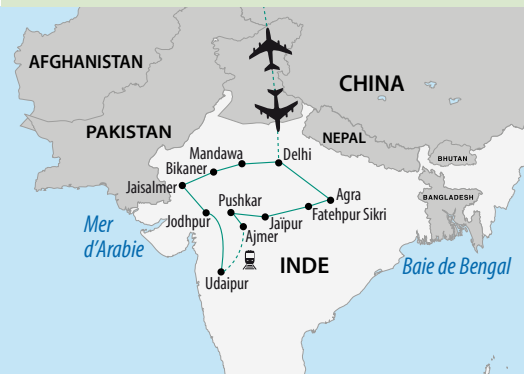 AFGHANISTAN
CHINA
PAKISTAN
NEPAL
Mandawa
Delhi
BHUTAN
Bikaner
Jaisalmer
Pushkar
Agra
BANGLADESH
Fatehpur Sikri
Jodhpur
Jaïpur
Mer
d'Arabie
Ajmer
INDE
Baie de Bengal
Udaipur